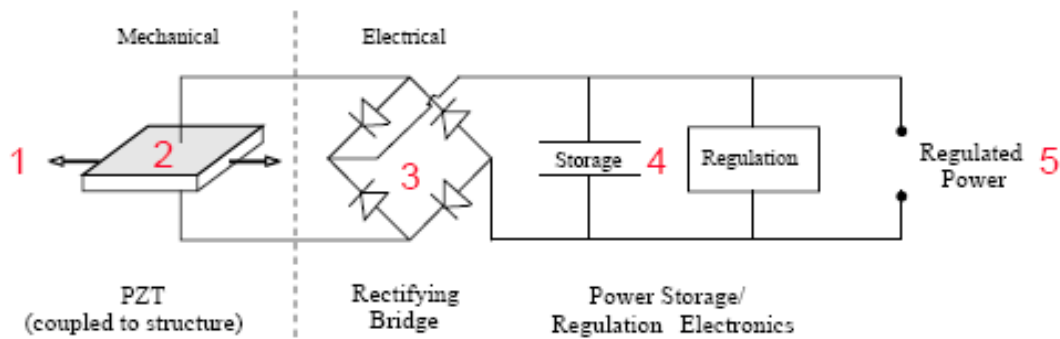 Mechanical
Electrical
1
2
3
Storage
4
Regulation
Regulated
Power
5
PZT
(coupled to structure)
Rectifying
Bridge
Power Storage/
Regulation Electronics